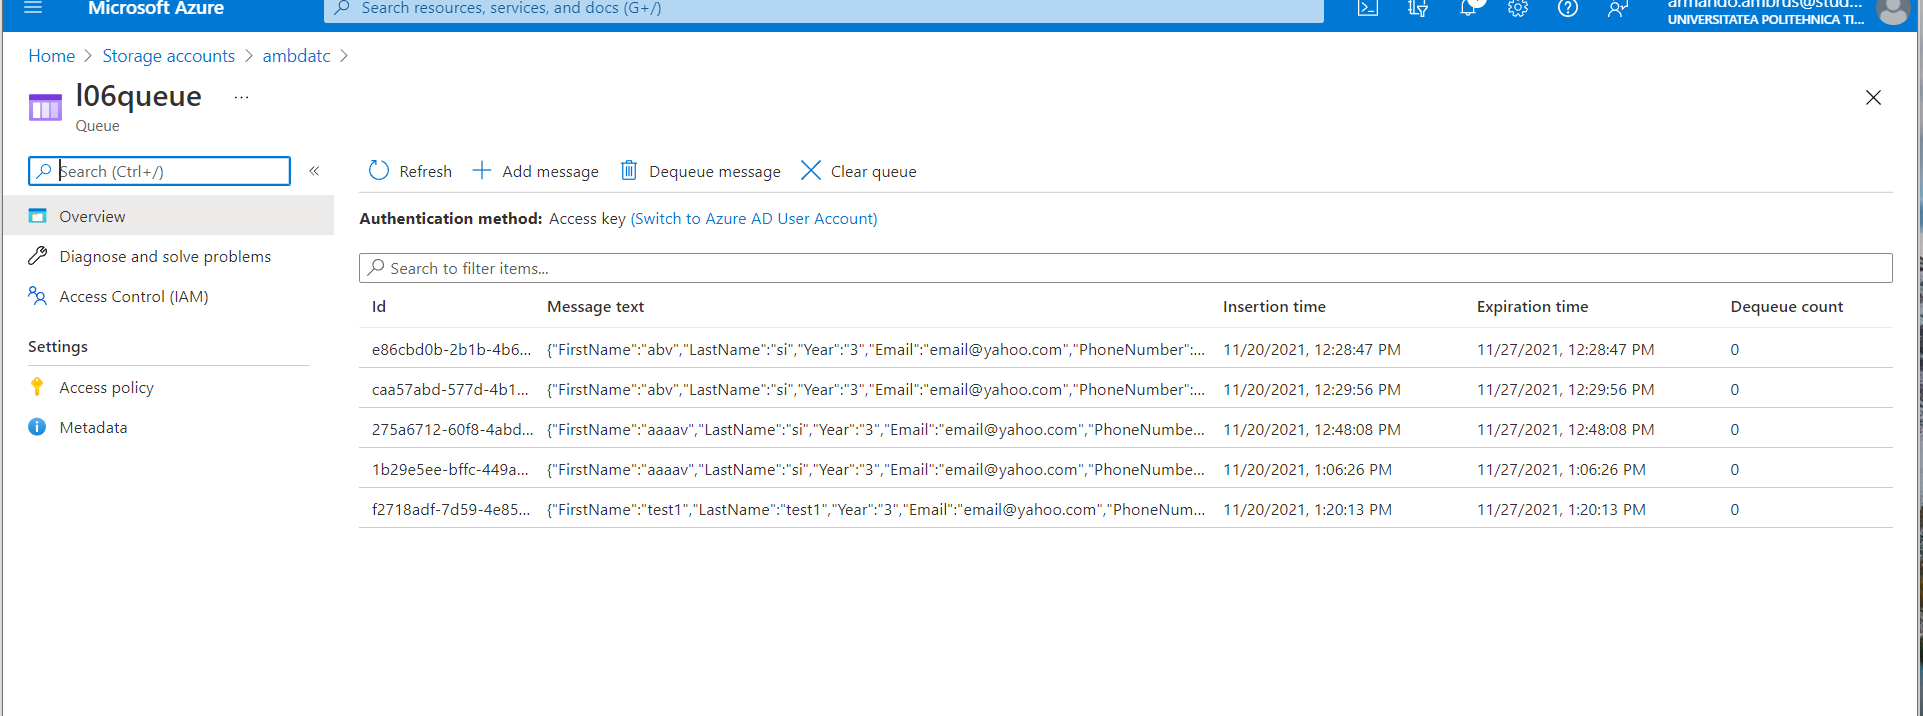 Microsoft Azure
Search resources, services, and docs (G+/)
armando.ambrus@stud...
UNIVERSITATEA POLITEHNICA TI...
Home > Storage accounts > ambdatc >
l06queue ...
Queue
Search (Ctrl+/)
«
Refresh
Add message
Dequeue message
Clear queue
Overview
Diagnose and solve problems
Access Control (IAM)
Settings
Access policy
Metadata
Authentication method: Access key (Switch to Azure AD User Account)
Search to filter items...
Id Message text Insertion time Expiration time Dequeue count
e86cbd0b-2b1b-4b6... {"FirstName":"abv","LastName":"si","Year":"3","Email":"email@yahoo.com","PhoneNumber":... 11/20/2021, 12:28:47 PM 11/27/2021, 12:28:47 PM 0
caa57abd-577d-4b1... {"FirstName":"abv","LastName":"si","Year":"3","Email":"email@yahoo.com","PhoneNumber":... 11/20/2021, 12:29:56 PM 11/27/2021, 12:29:56 PM 0
275a6712-60f8-4abd... {"FirstName":"aaaav","LastName":"si","Year":"3","Email":"email@yahoo.com","PhoneNumbe... 11/20/2021, 12:48:08 PM 11/27/2021, 12:48:08 PM 0
1b29e5ee-bffc-449a... {"FirstName":"aaaav","LastName":"si","Year":"3","Email":"email@yahoo.com","PhoneNumbe... 11/20/2021, 1:06:26 PM 11/27/2021, 1:06:26 PM 0
f2718adf-7d59-4e85... {"FirstName":"test1","LastName":"test1","Year":"3","Email":"email@yahoo.com","PhoneNum... 11/20/2021, 1:20:13 PM 11/27/2021, 1:20:13 PM 0